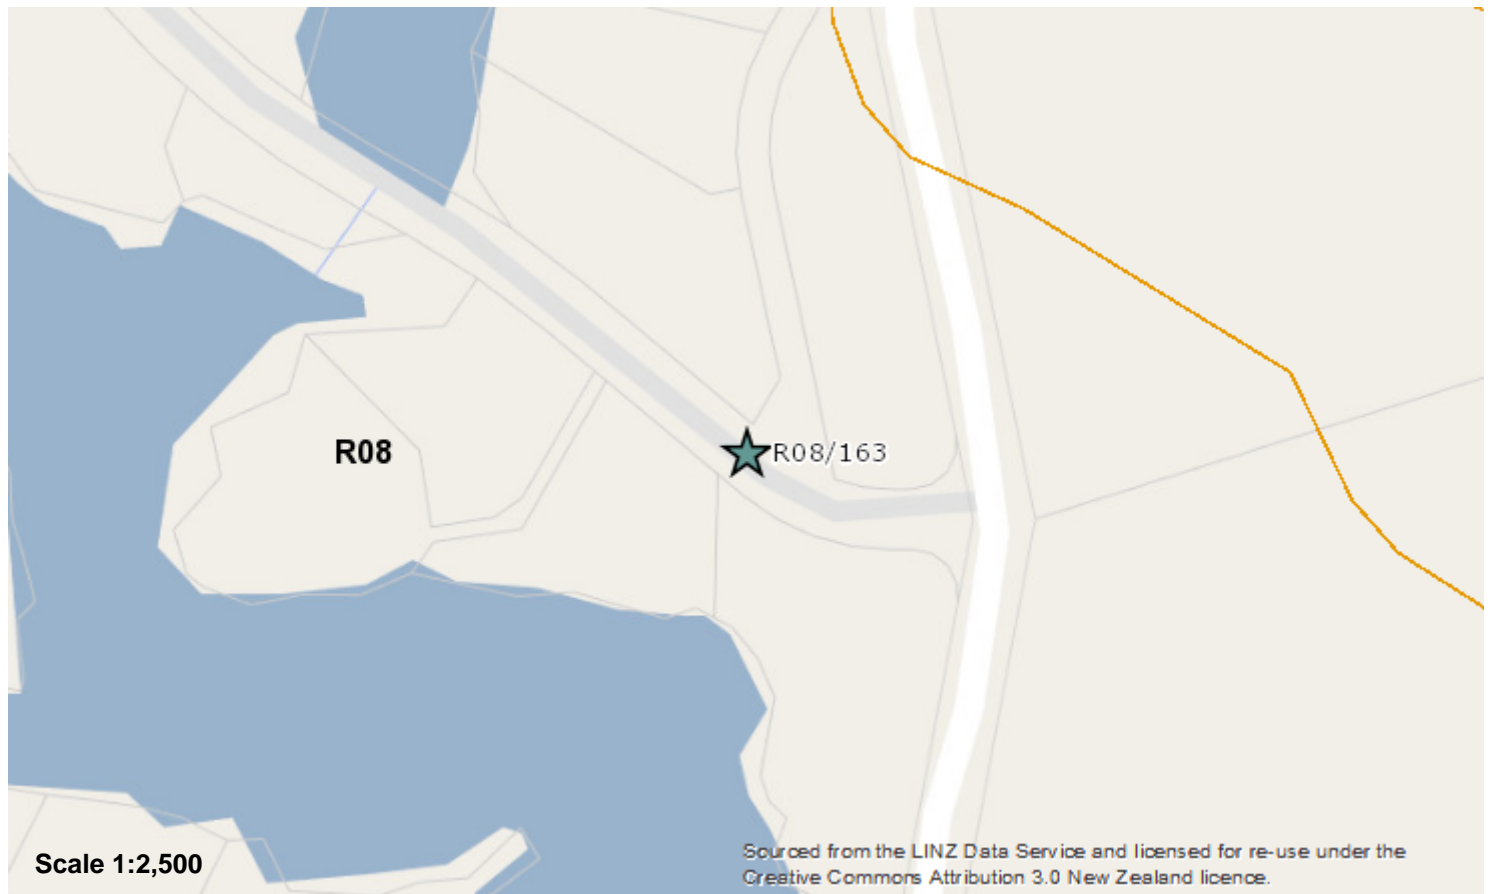 R08
R08/163
Scale 1:2,500
Sourced from the LINZ Data Service and licensed for re-use under the
Creative Commons Attribution 3.0 New Zealand licence.